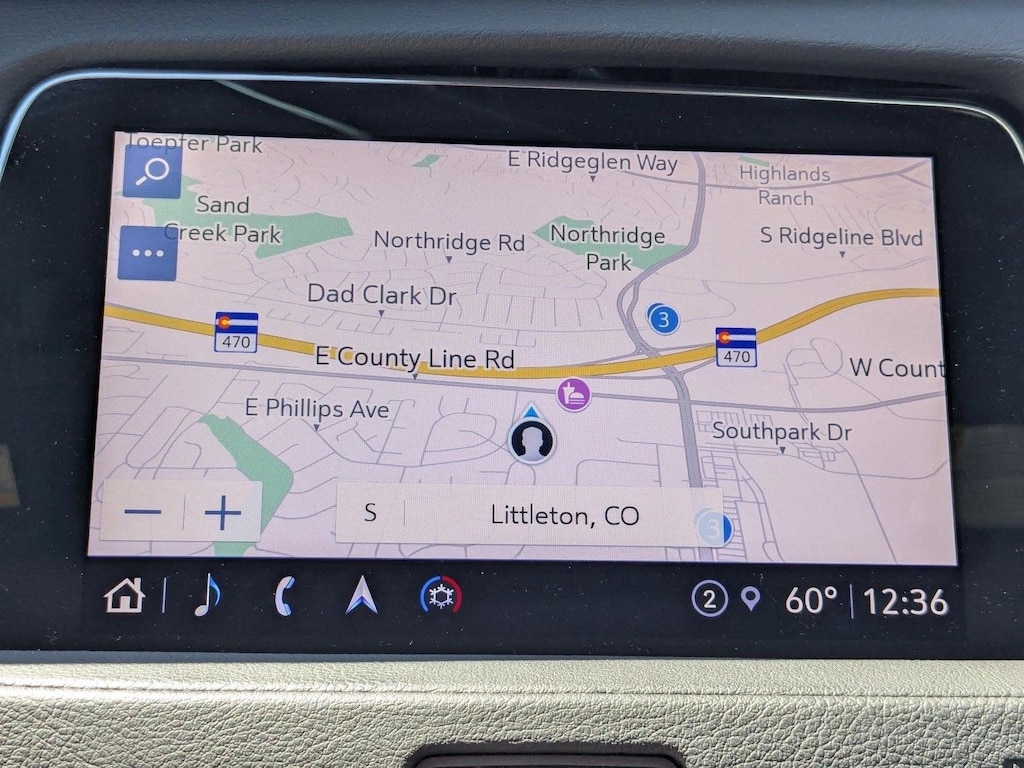 Toepfer Park
E Ridgeglen Way
Highlands
Ranch
Sand
Creek Park
Northridge Rd
Northridge
Park
S Ridgeline Blvd
Dad Clark Dr
3
470
470
E County Line Rd
W Count
E Phillips Ave
Southpark Dr
S
Littleton, CO
3
2
60°
12:36